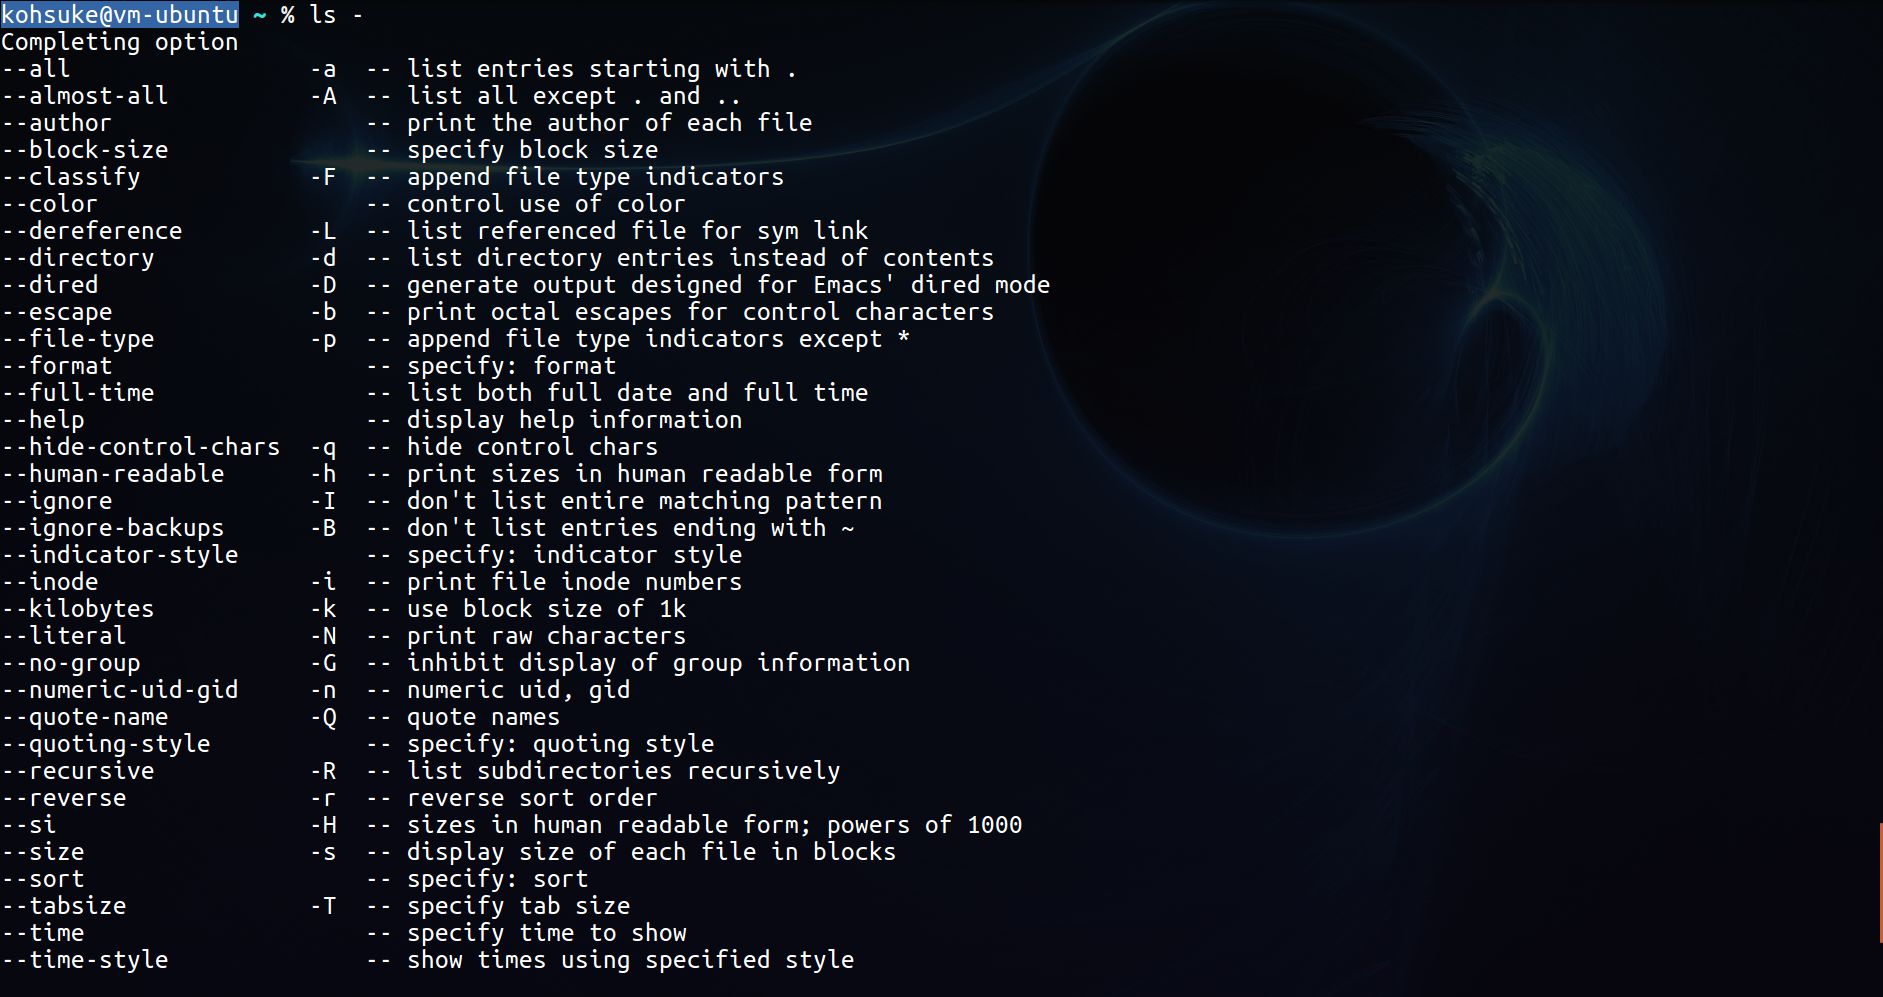 kohsuke@vm-ubuntu ~ % ls -
Completing option
--all                 -a  -- list entries starting with .
--almost-all          -A  -- list all except . and ..
--author                  -- print the author of each file
--block-size              -- specify block size
--classify            -F  -- append file type indicators
--color                   -- control use of color
--dereference         -L  -- list referenced file for sym link
--directory           -d  -- list directory entries instead of contents
--dired               -D  -- generate output designed for Emacs' dired mode
--escape              -b  -- print octal escapes for control characters
--file-type           -p  -- append file type indicators except *
--format                  -- specify: format
--full-time               -- list both full date and full time
--help                    -- display help information
--hide-control-chars  -q  -- hide control chars
--human-readable      -h  -- print sizes in human readable form
--ignore              -I  -- don't list entire matching pattern
--ignore-backups      -B  -- don't list entries ending with ~
--indicator-style         -- specify: indicator style
--inode               -i  -- print file inode numbers
--kilobytes           -k  -- use block size of 1k
--literal             -N  -- print raw characters
--no-group            -G  -- inhibit display of group information
--numeric-uid-gid     -n  -- numeric uid, gid
--quote-name          -Q  -- quote names
--quoting-style           -- specify: quoting style
--recursive           -R  -- list subdirectories recursively
--reverse             -r  -- reverse sort order
--si                  -H  -- sizes in human readable form; powers of 1000
--size                -s  -- display size of each file in blocks
--sort                    -- specify: sort
--tabsize             -T  -- specify tab size
--time                    -- specify time to show
--time-style              -- show times using specified style